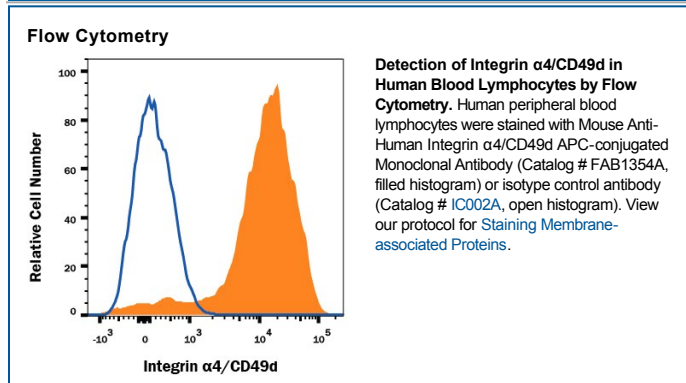 Flow Cytometry
100
80
60
40
20
0
-10³ 0 10³ 10⁴ 10⁵
Relative Cell Number
Integrin α4/CD49d
Detection of Integrin α4/CD49d in
Human Blood Lymphocytes by Flow
Cytometry. Human peripheral blood
lymphocytes were stained with Mouse Anti-
Human Integrin α4/CD49d APC-conjugated
Monoclonal Antibody (Catalog # FAB1354A,
filled histogram) or isotype control antibody
(Catalog # IC002A, open histogram). View
our protocol for Staining Membrane-
associated Proteins.